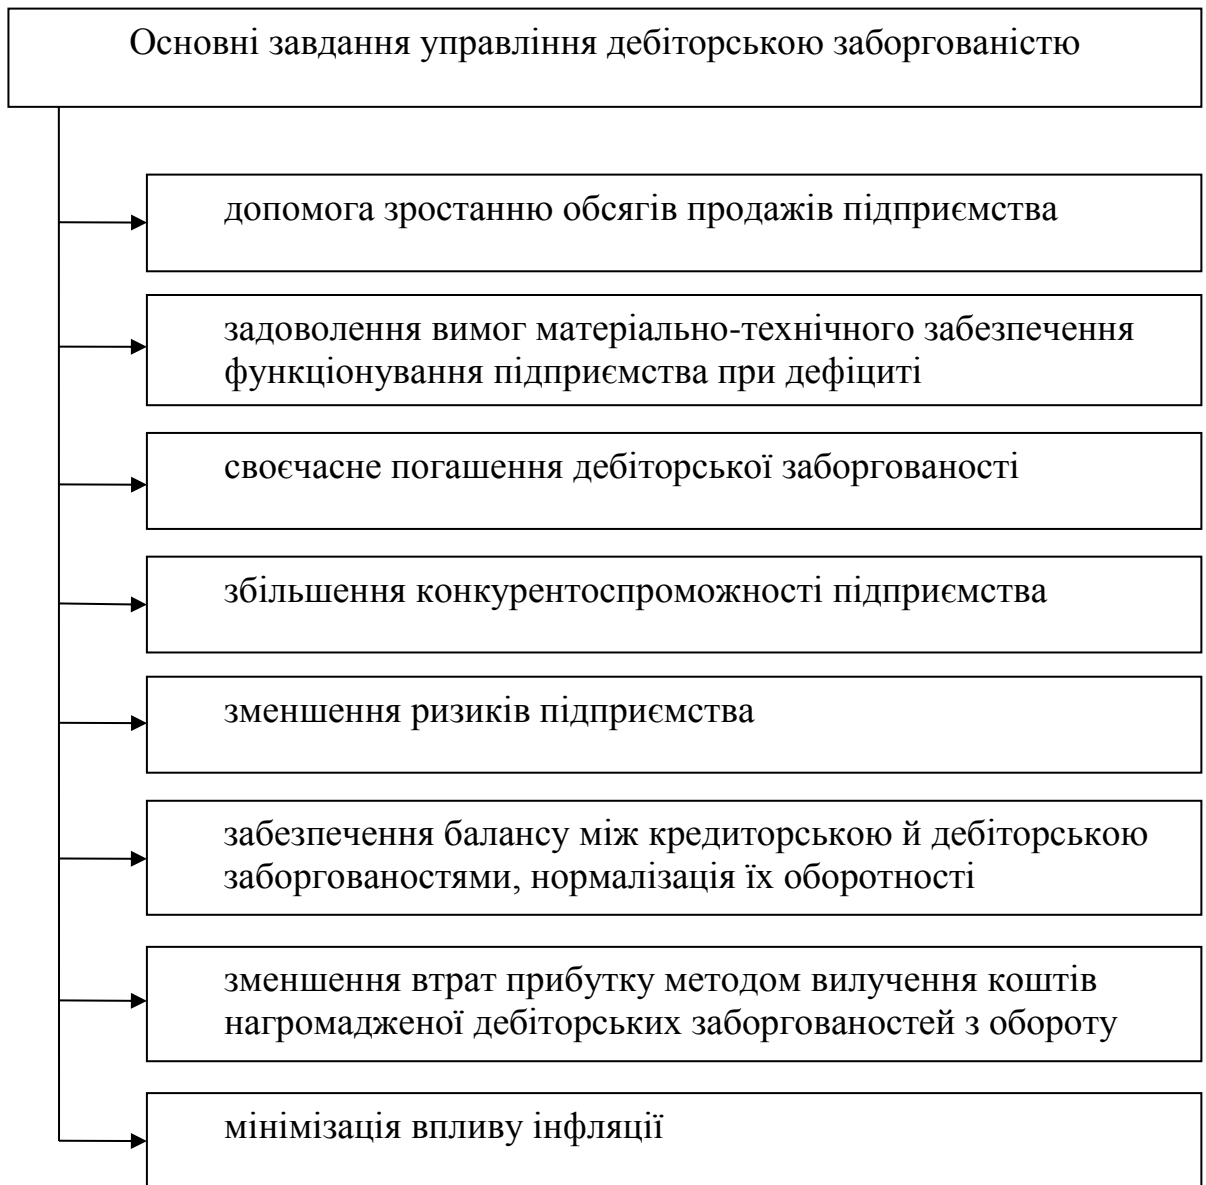 Основні завдання управління дебіторською заборгованістю
допомога зростанню обсягів продажів підприємства
задоволення вимог матеріально-технічного забезпечення
функціонування підприємства при дефіциті
своєчасне погашення дебіторської заборгованості
збільшення конкурентоспроможності підприємства
зменшення ризиків підприємства
забезпечення балансу між кредиторською й дебіторською
заборгованостями, нормалізація їх оборотності
зменшення втрат прибутку методом вилучення коштів
нагромадженої дебіторських заборгованостей з обороту
мінімізація впливу інфляції